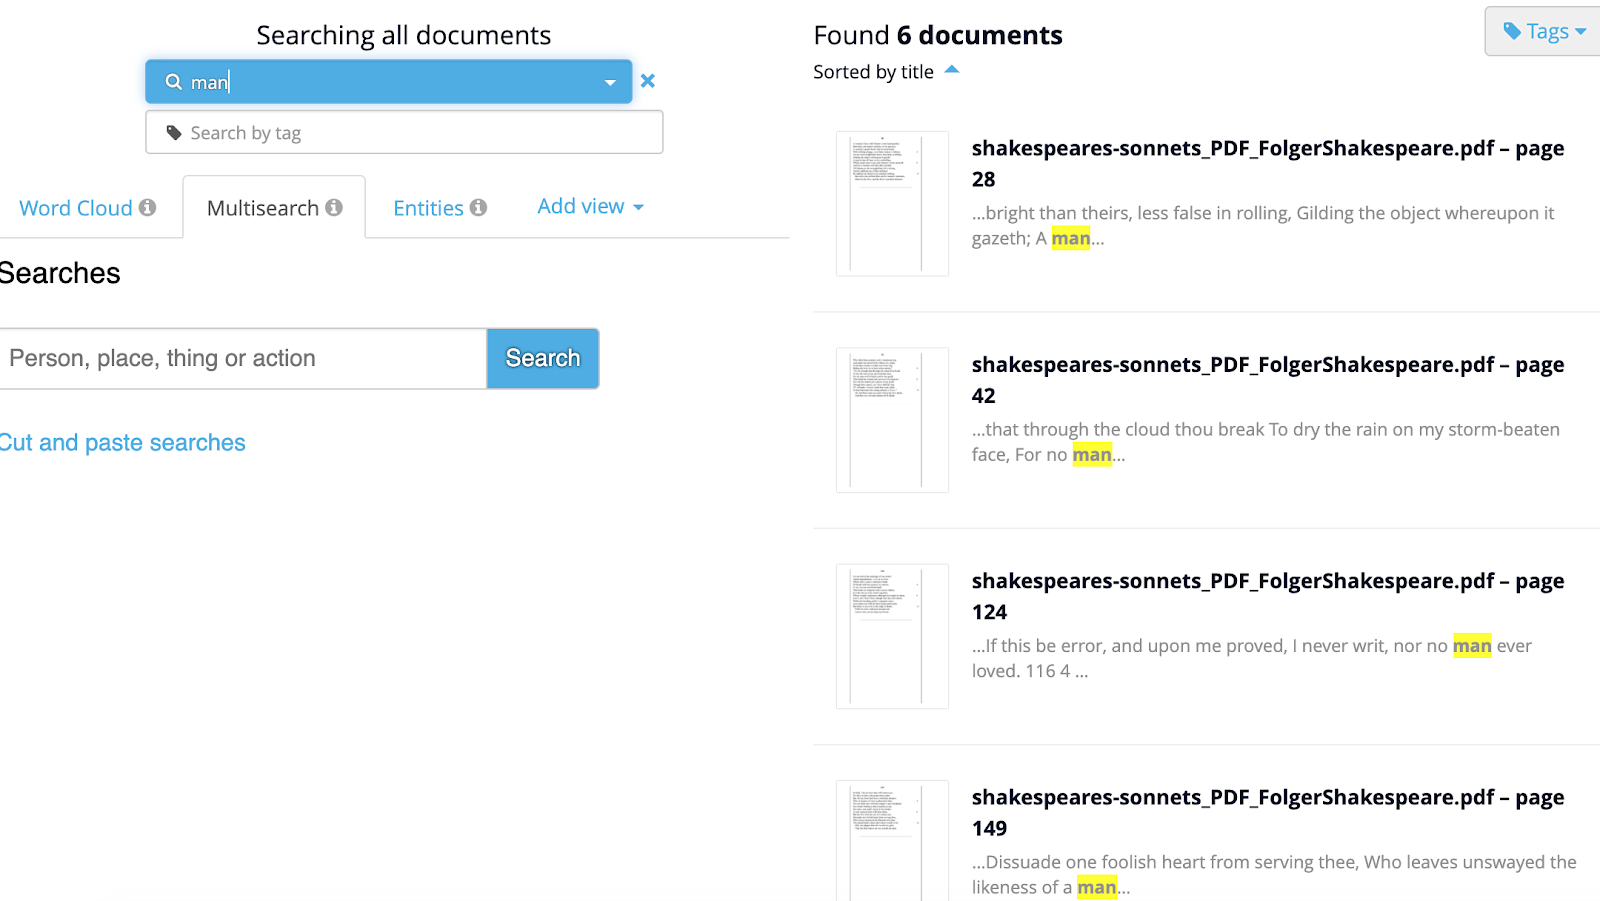 Searching all documents
man
Search by tag
Word Cloud
Multisearch
Entities
Add view
Searches
Person, place, thing or action
Search
Cut and paste searches
Found 6 documents
Tags
Sorted by title
shakespeares-sonnets_PDF_FolgerShakespeare.pdf – page
28
...bright than theirs, less false in rolling, Gilding the object whereupon it
gazeth; A man...
shakespeares-sonnets_PDF_FolgerShakespeare.pdf – page
42
...that through the cloud thou break To dry the rain on my storm-beaten
face, For no man...
shakespeares-sonnets_PDF_FolgerShakespeare.pdf – page
124
...If this be error, and upon me proved, I never writ, nor no man ever
loved. 116 4 ...
shakespeares-sonnets_PDF_FolgerShakespeare.pdf – page
149
...Dissuade one foolish heart from serving thee, Who leaves unswayed the
likeness of a man...